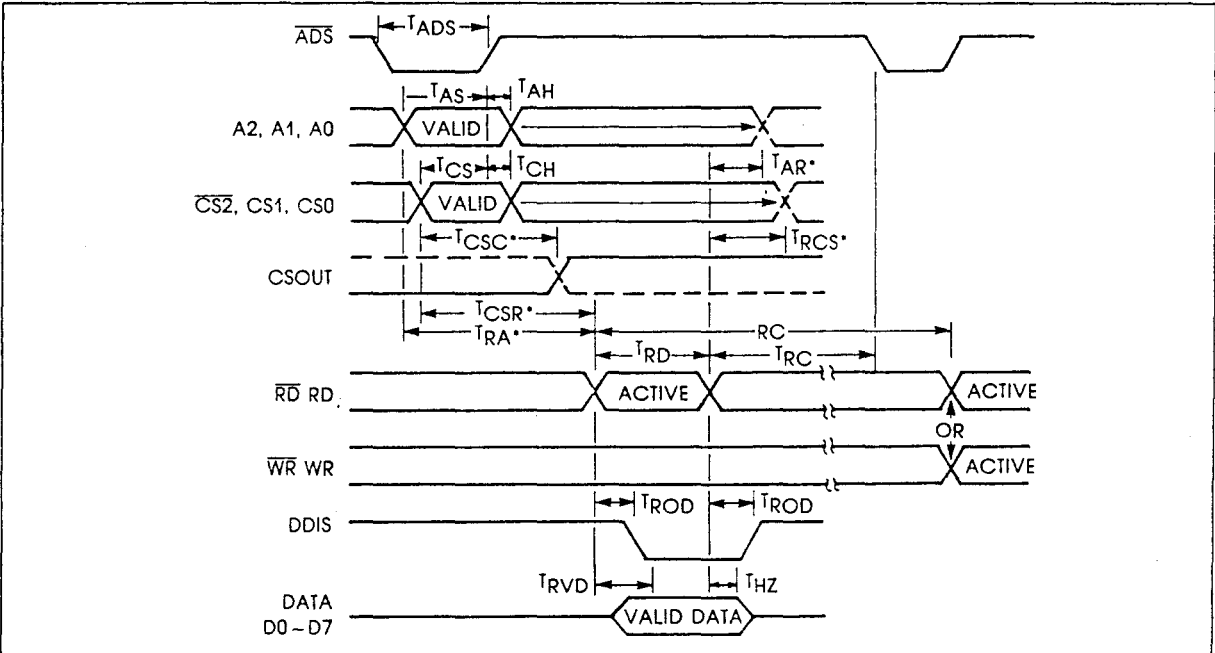 ADS TADS
TAS TAH
A2, A1, A0 VALID
TCS TCH TAR*
CS2, CS1, CS0 VALID
TCSC* TRCS*
CSOUT
TCSR*
TRA* RC
TRD TRC
RD RD ACTIVE ACTIVE
OR
WR WR ACTIVE
TROD TROD
DDIS
TRVD THZ
DATA
D0~D7 VALID DATA